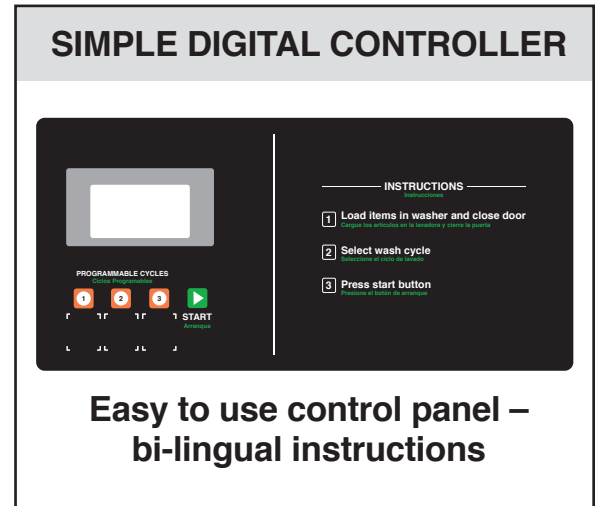 SIMPLE DIGITAL CONTROLLER
PROGRAMMABLE CYCLES
Ciclos Programables
1 2 3
START
Arranque
INSTRUCTIONS
Instrucciones
1 Load items in washer and close door
Cargue los artículos en la lavadora y cierre la puerta
2 Select wash cycle
Seleccione el ciclo de lavado
3 Press start button
Presione el botón de arranque
Easy to use control panel –
bi-lingual instructions